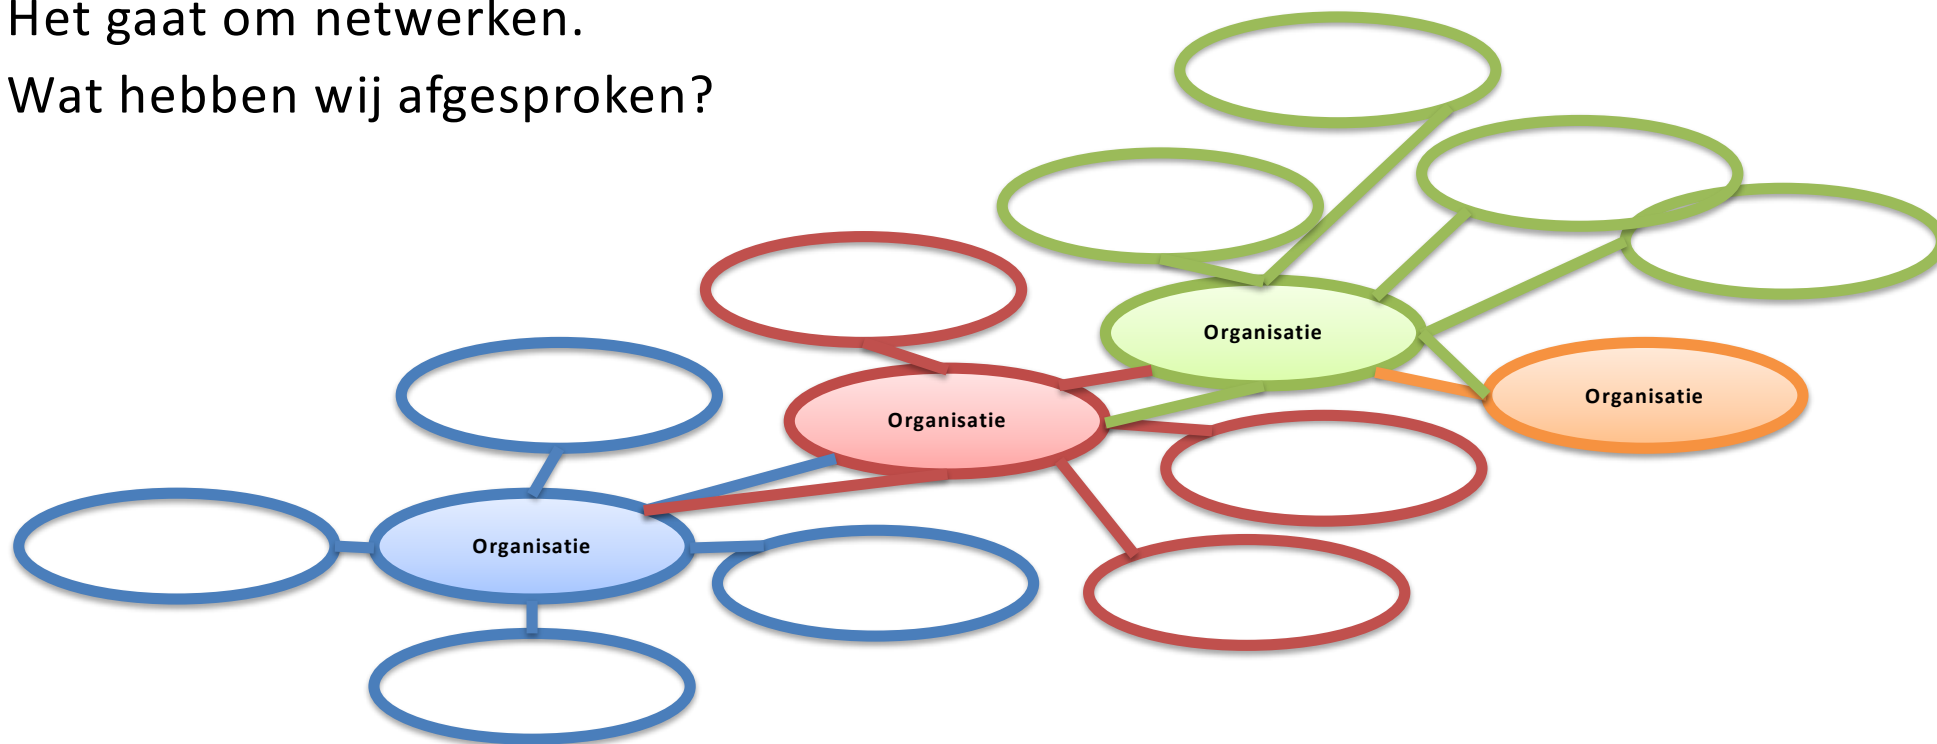 Het gaat om netwerken.
Wat hebben wij afgesproken?
Organisatie
Organisatie
Organisatie
Organisatie